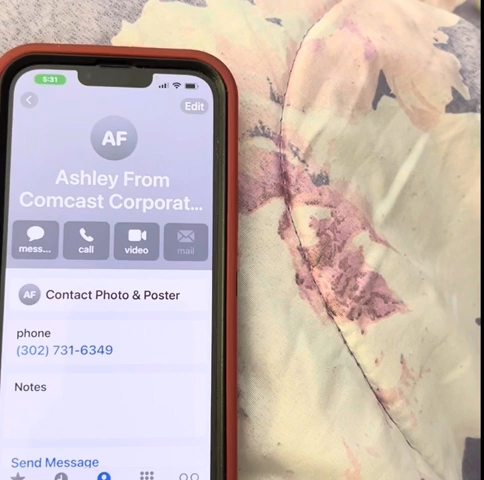 5:31
Edit
AF
Ashley From
Comcast Corporat...
mess...
call
video
mail
AF Contact Photo & Poster
phone
(302) 731-6349
Notes
Send Message